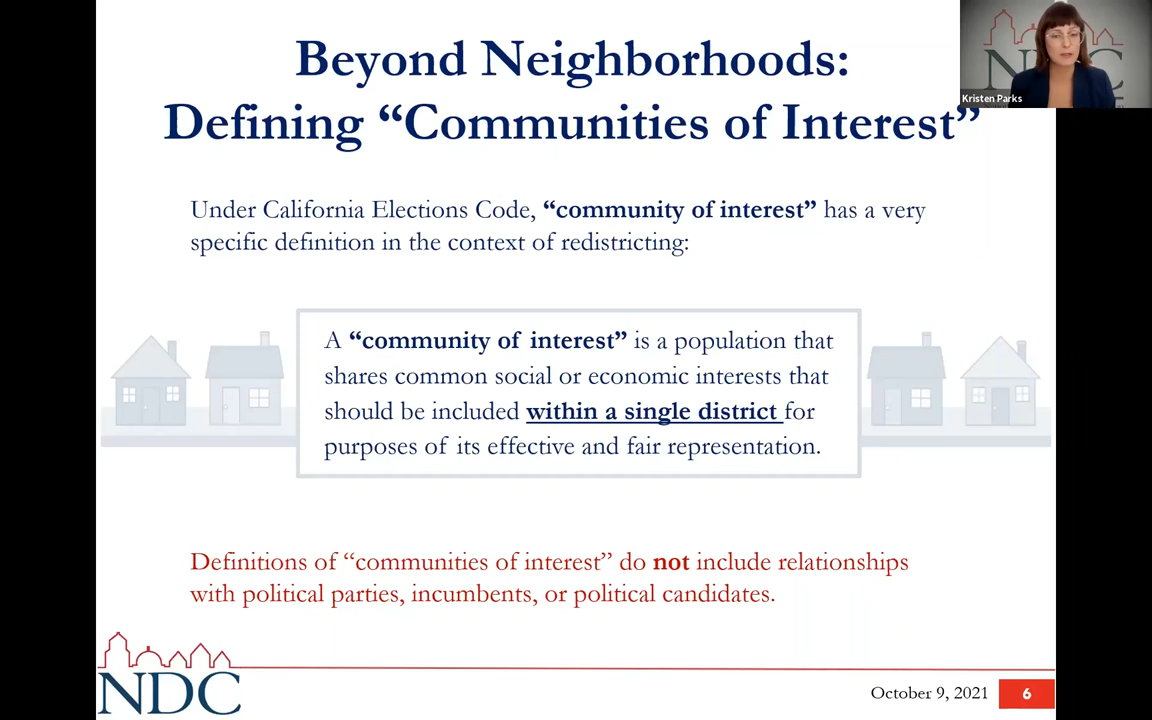 Beyond Neighborhoods:
Defining “Communities of Interest”
NDC
Kristen Parks
Under California Elections Code, “community of interest” has a very
specific definition in the context of redistricting:
A “community of interest” is a population that
shares common social or economic interests that
should be included within a single district for
purposes of its effective and fair representation.
Definitions of “communities of interest” do not include relationships
with political parties, incumbents, or political candidates.
NDC
October 9, 2021
6